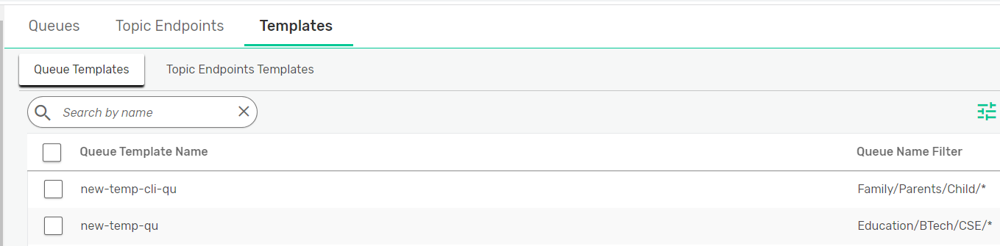 Queues Topic Endpoints Templates
Queue Templates Topic Endpoints Templates
Search by name
Queue Template Name Queue Name Filter
new-temp-cli-qu Family/Parents/Child/*
new-temp-qu Education/BTech/CSE/*